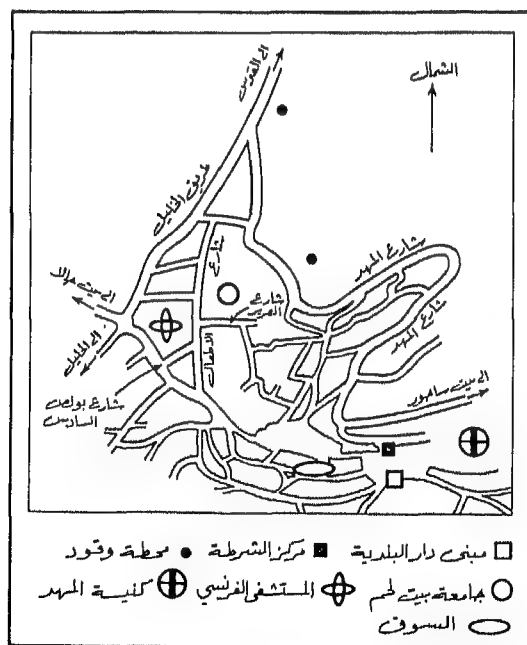 الشمال
الى القدس
طريق الخليل
شارع المهد
شارع
الاطفال
الى بيت جالا
الى الخليل
شارع المهد
الى بيت ساحور
شارع بولص
السادس
مبنى دار البلدية
مركز الشرطة
محطة وقود
جامعة بيت لحم
المستشفى الفرنسي
كنيسة المهد
السوق